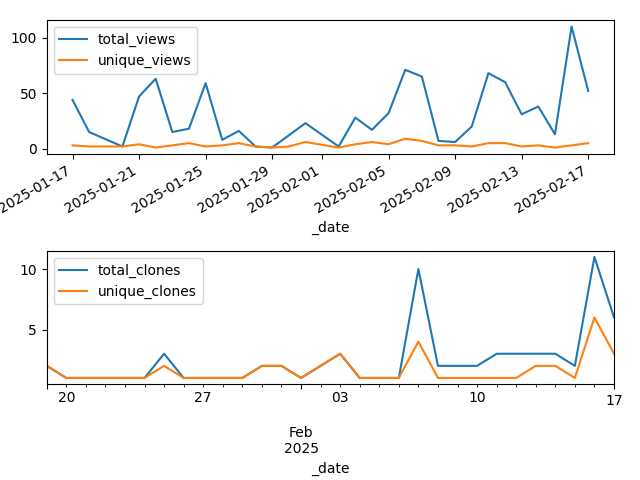 100
50
0
total_views
unique_views
2025-01-17
2025-01-21
2025-01-25
2025-01-29
2025-02-01
2025-02-05
2025-02-09
2025-02-13
2025-02-17
_date
10
5
total_clones
unique_clones
20
27
03
10
17
Feb
2025
_date